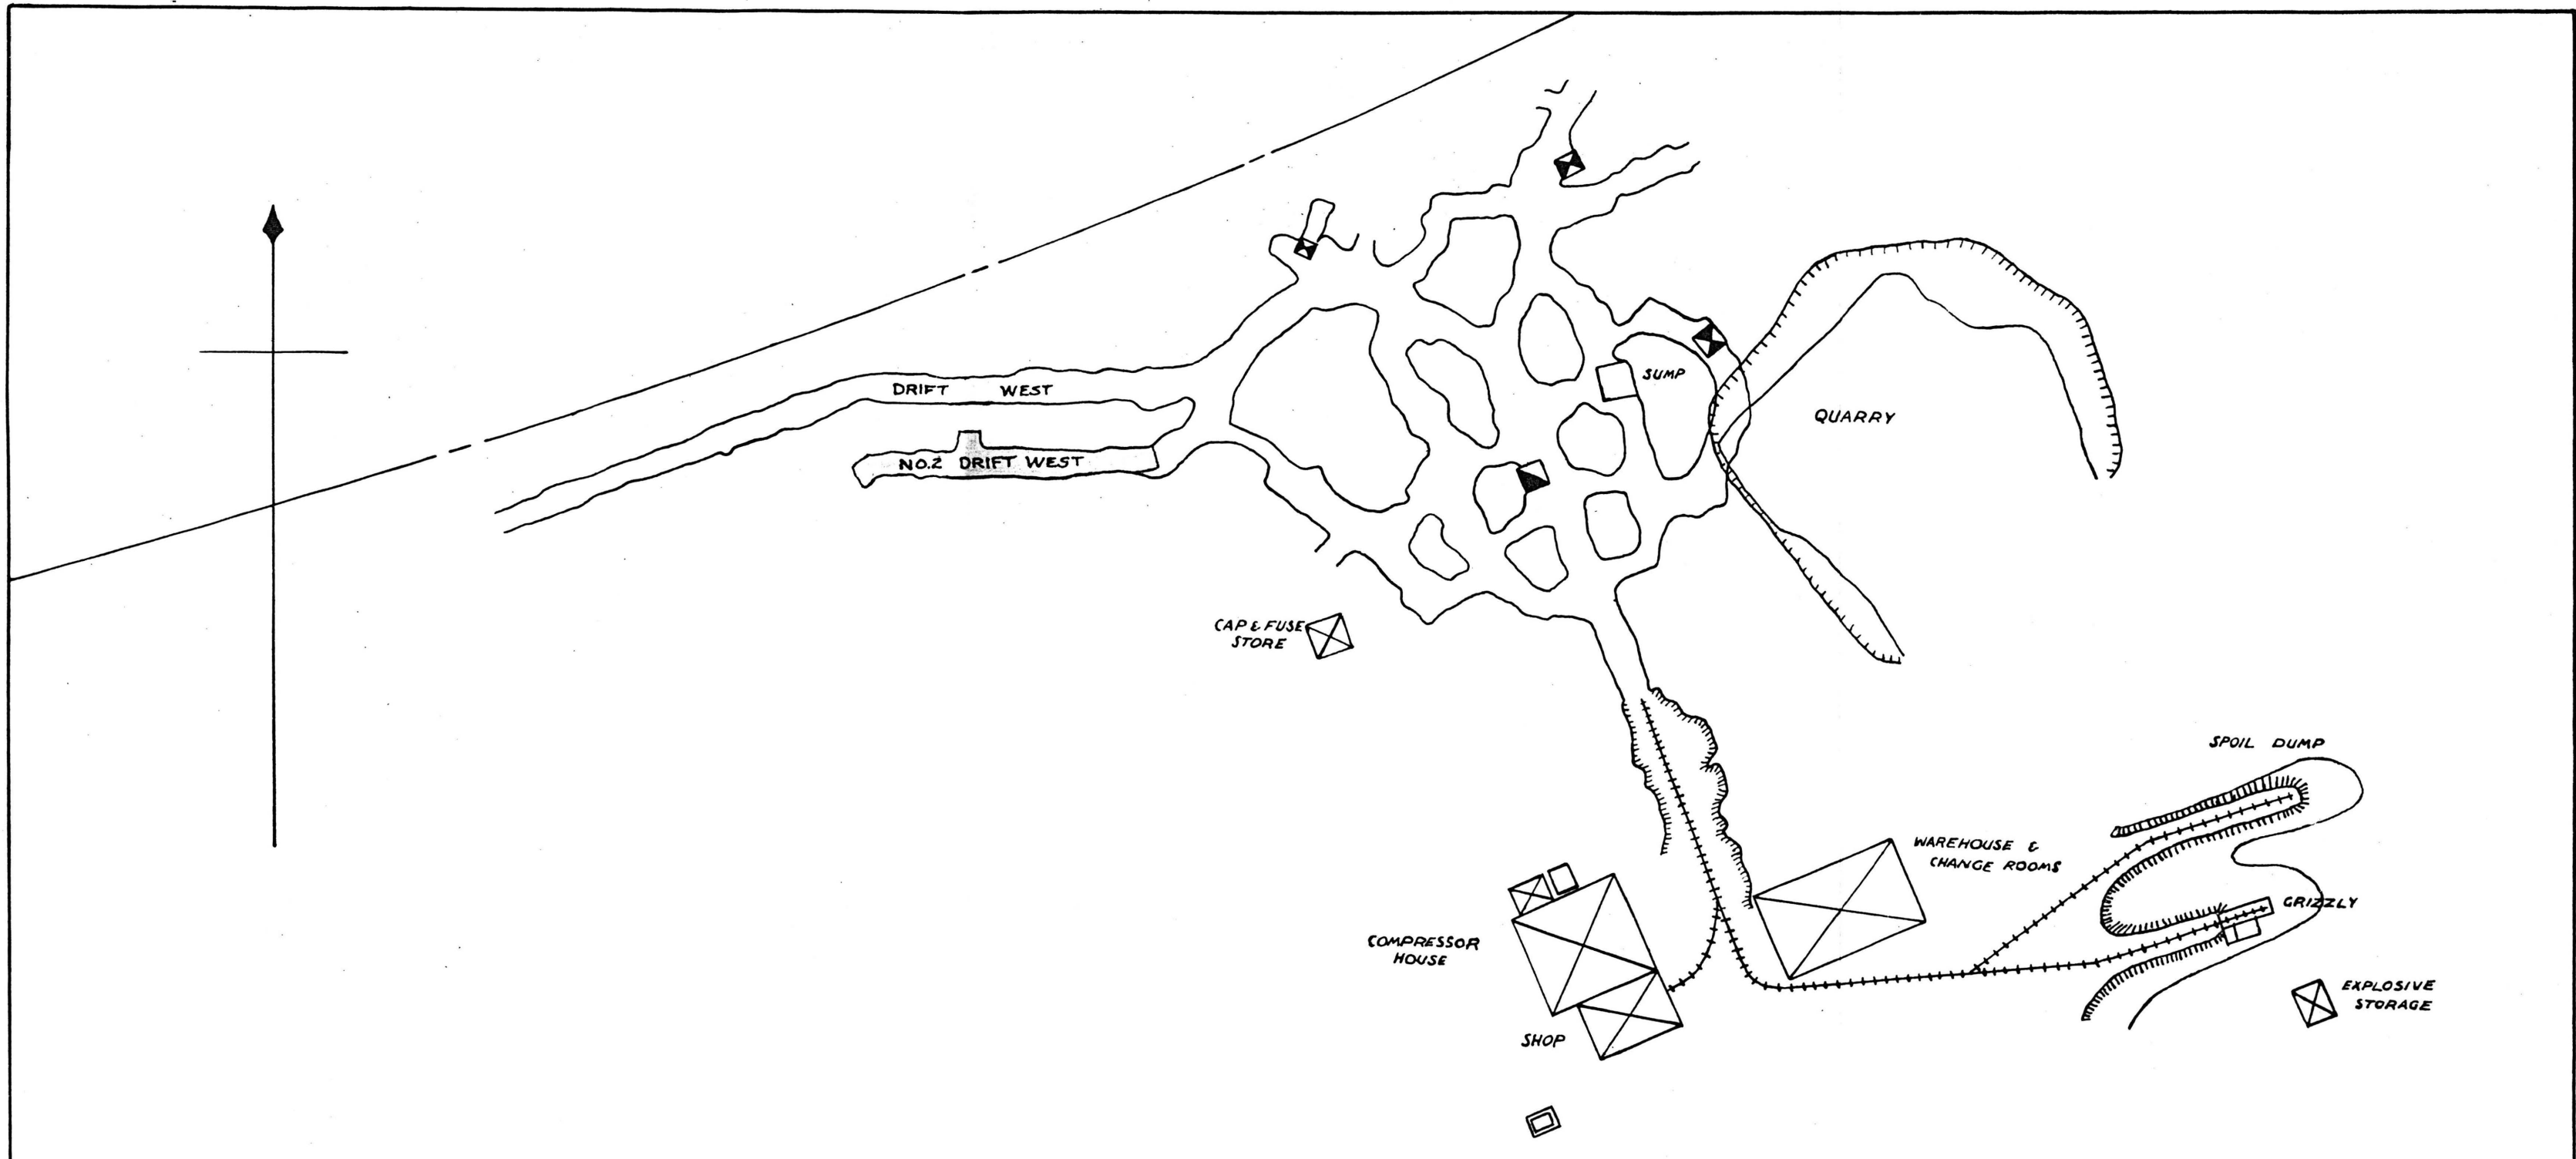 DRIFT WEST
NO.2 DRIFT WEST
SUMP
QUARRY
CAP & FUSE
STORE
SPOIL DUMP
WAREHOUSE &
CHANGE ROOMS
GRIZZLY
COMPRESSOR
HOUSE
EXPLOSIVE
STORAGE
SHOP